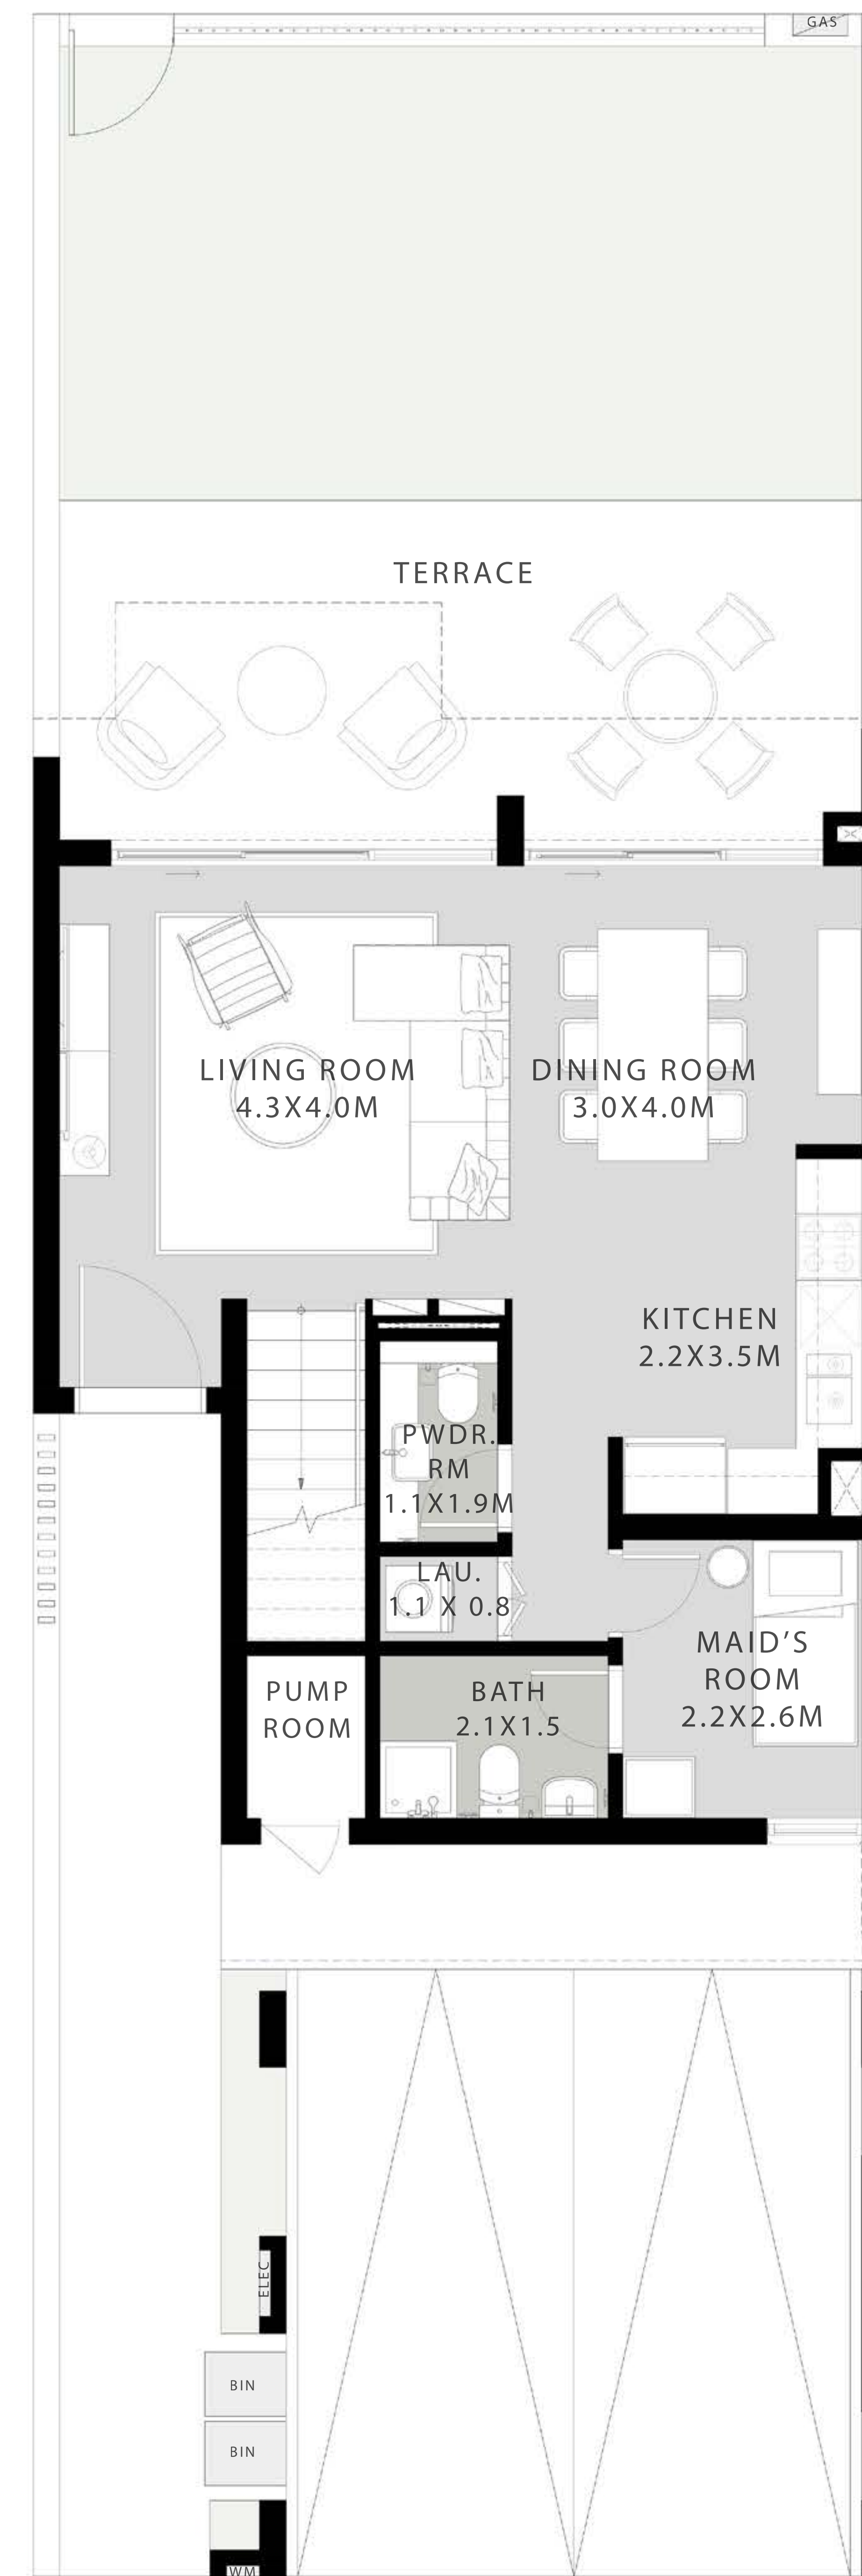 GAS
TERRACE
LIVING ROOM
4.3X4.0M
DINING ROOM
3.0X4.0M
KITCHEN
2.2X3.5M
PWDR.
RM
1.1X1.9M
LAU.
1.1 X 0.8
MAID'S
ROOM
2.2X2.6M
PUMP
ROOM
BATH
2.1X1.5
ELEC
BIN
BIN
WM